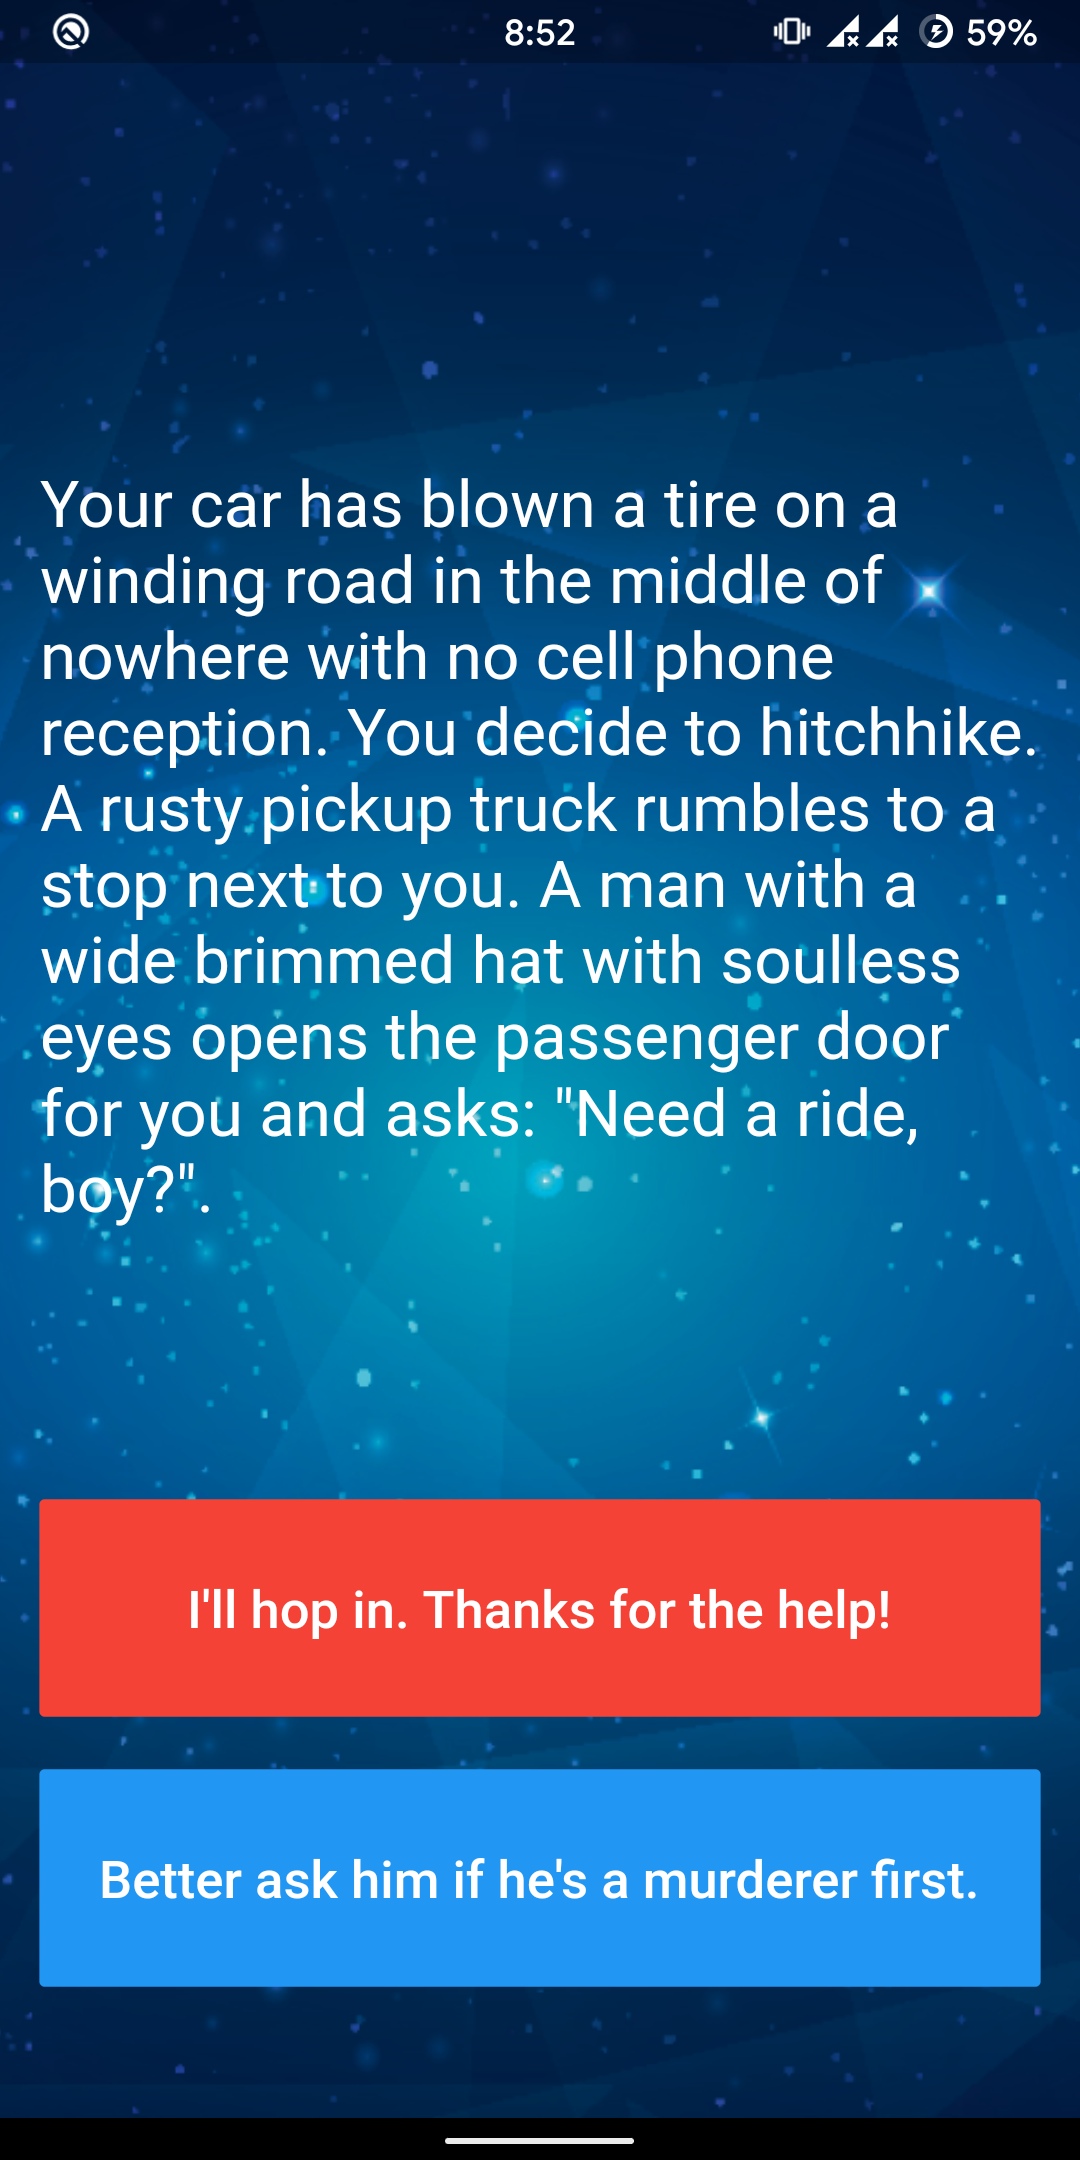 8:52
59%
Your car has blown a tire on a
winding road in the middle of
nowhere with no cell phone
reception. You decide to hitchhike.
A rusty pickup truck rumbles to a
stop next to you. A man with a
wide brimmed hat with soulless
eyes opens the passenger door
for you and asks: "Need a ride,
boy?".
I'll hop in. Thanks for the help!
Better ask him if he's a murderer first.